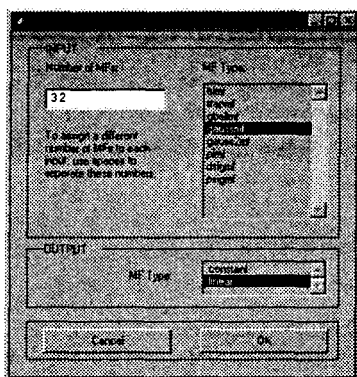 INPUT
Number of MFs:
3 2
To assign a different
number of MFs to each
input, use spaces to
separate these numbers.
MF Type:
trimf
trapmf
gbellmf
gaussmf
gauss2mf
pimf
dsigmf
psigmf
OUTPUT
MF Type:
constant
linear
Cancel
OK